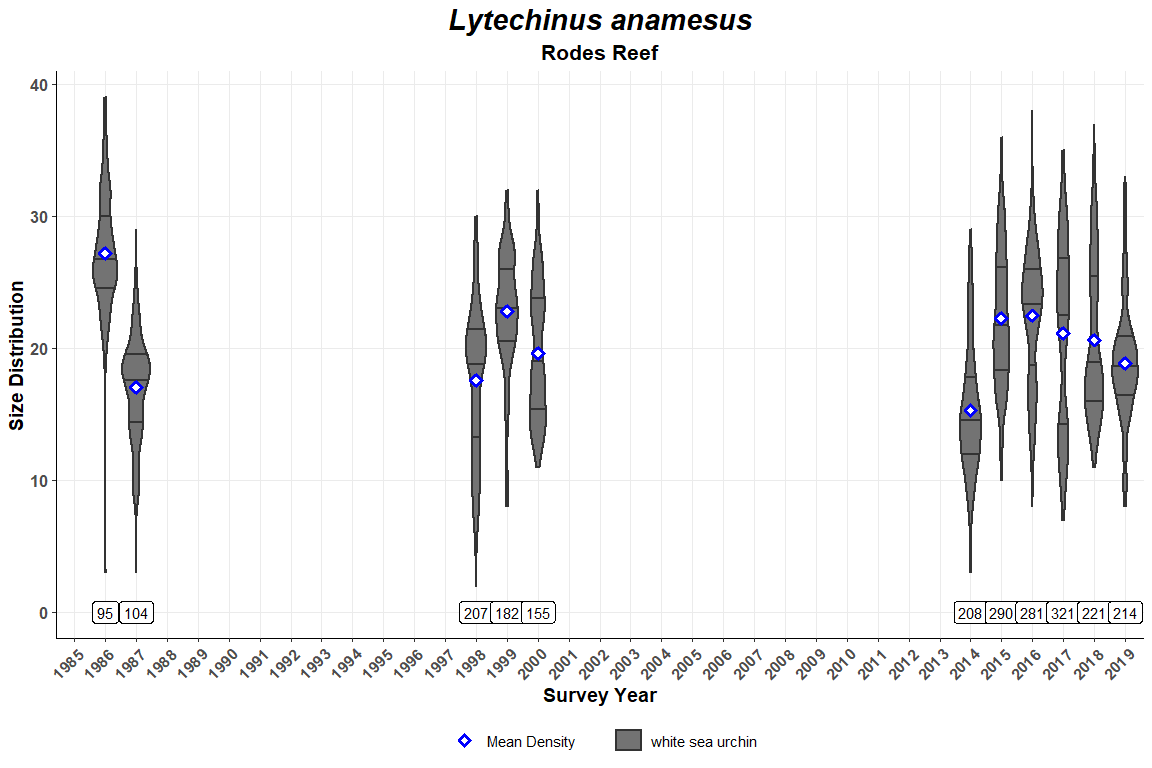 Lytechinus anamesus
Rodes Reef
Size Distribution
40
30
20
10
0
95 104 207 182 155 208 290 281 321 221 214
1985 1986 1987 1988 1989 1990 1991 1992 1993 1994 1995 1996 1997 1998 1999 2000 2001 2002 2003 2004 2005 2006 2007 2008 2009 2010 2011 2012 2013 2014 2015 2016 2017 2018 2019
Survey Year
Mean Density white sea urchin